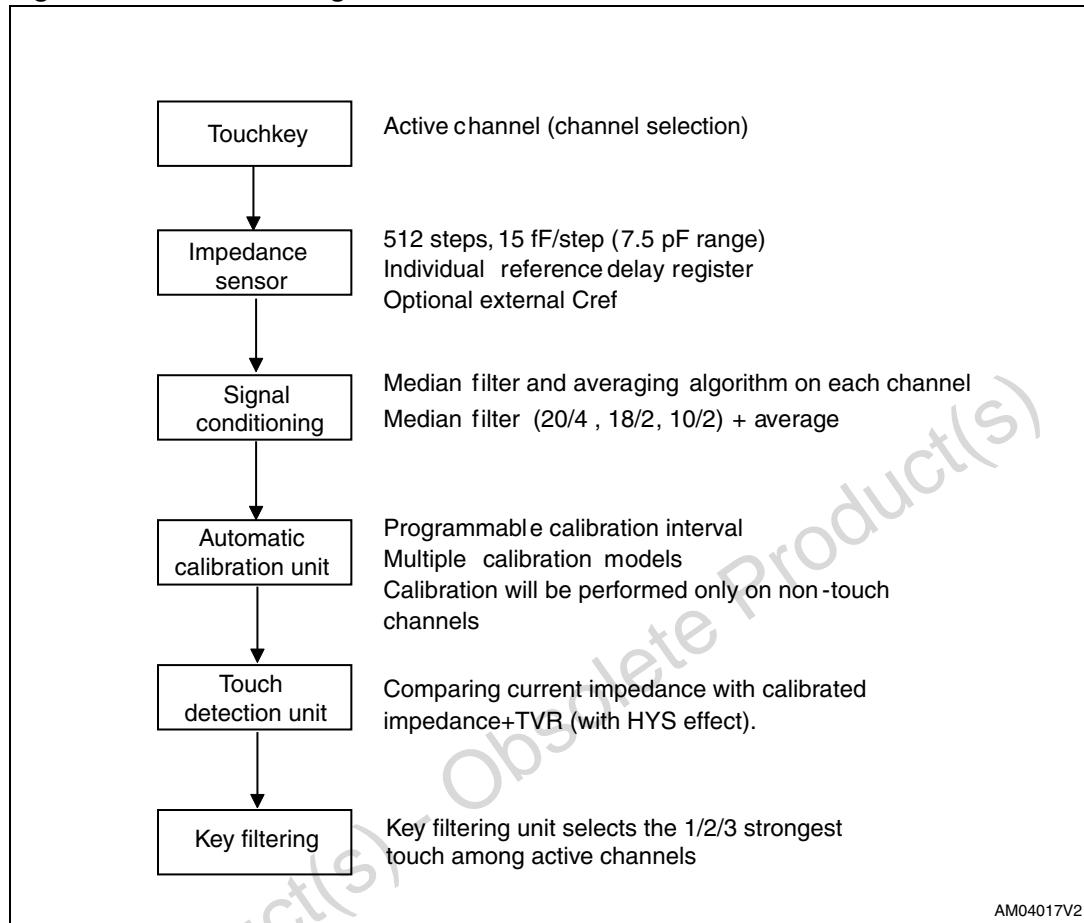 Touchkey
Active channel (channel selection)
Impedance
sensor
512 steps, 15 fF/step (7.5 pF range)
Individual reference delay register
Optional external Cref
Signal
conditioning
Median filter and averaging algorithm on each channel
Median filter (20/4 , 18/2, 10/2) + average
Automatic
calibration unit
Programmable calibration interval
Multiple calibration models
Calibration will be performed only on non-touch
channels
Touch
detection unit
Comparing current impedance with calibrated
impedance+TVR (with HYS effect).
Key filtering
Key filtering unit selects the 1/2/3 strongest
touch among active channels
AM04017V2
uct(s) - Obsolete Product(s)